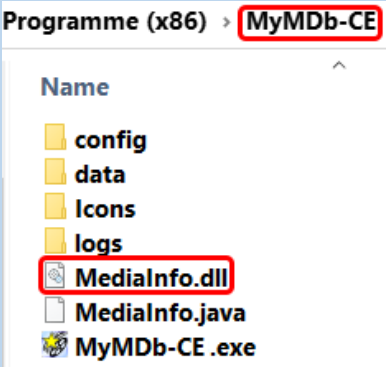 Programme (x86) › MyMDb-CE
Name
config
data
Icons
logs
MediaInfo.dll
MediaInfo.java
MyMDb-CE .exe